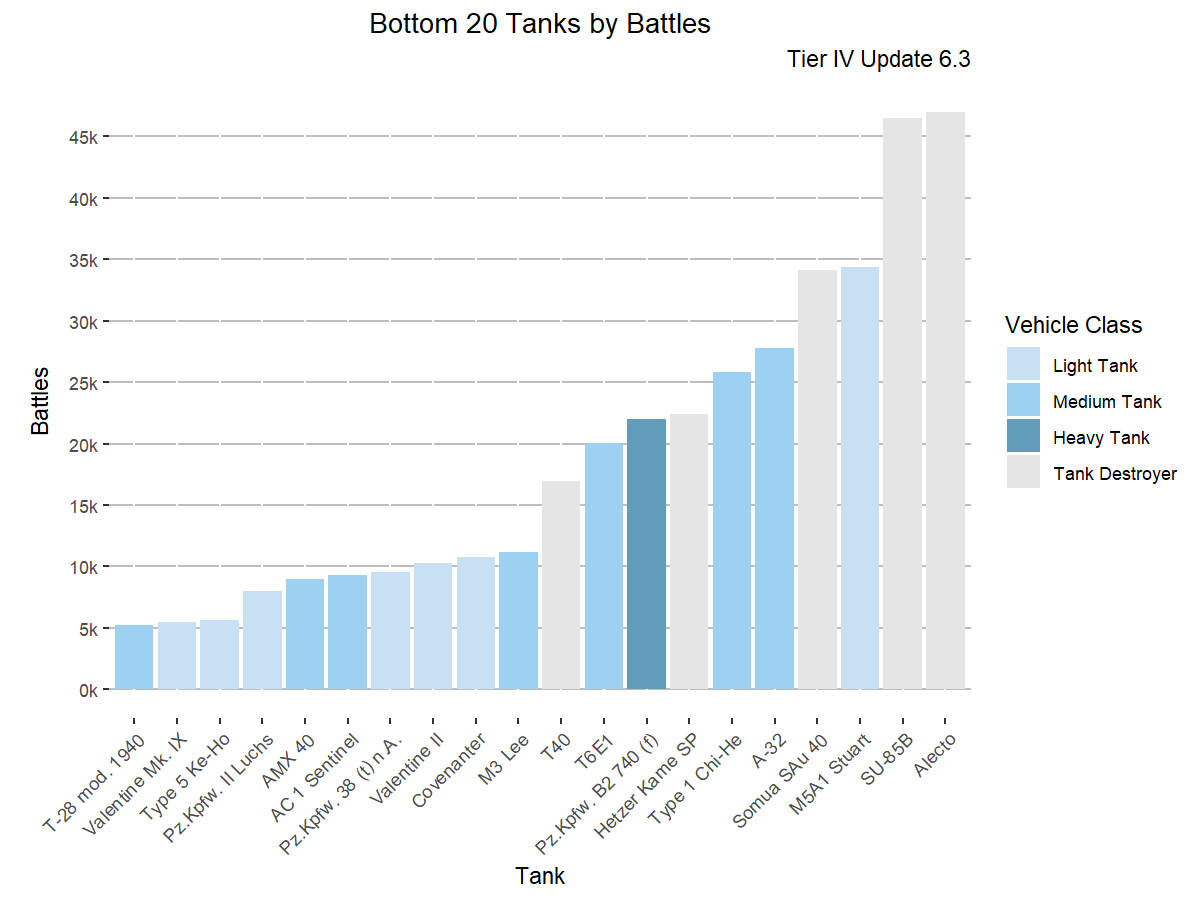 Bottom 20 Tanks by Battles
Tier IV Update 6.3
Battles
45k
40k
35k
30k
25k
20k
15k
10k
5k
0k
T-28 mod. 1940
Valentine Mk. IX
Type 5 Ke-Ho
Pz.Kpfw. II Luchs
AMX 40
AC 1 Sentinel
Pz.Kpfw. 38 (t) n.A.
Valentine II
Covenanter
M3 Lee
T40
T6E1
Pz.Kpfw. B2 740 (f)
Hetzer Kame SP
Type 1 Chi-He
A-32
Somua SAu 40
M5A1 Stuart
SU-85B
Alecto
Tank
Vehicle Class
Light Tank
Medium Tank
Heavy Tank
Tank Destroyer